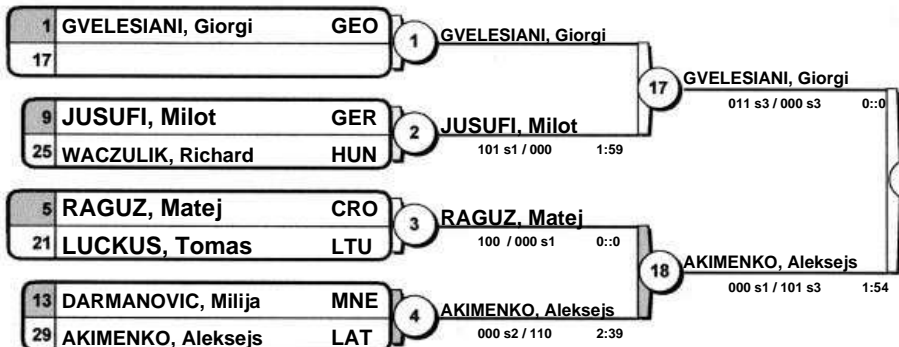 1 GVELESIANI, Giorgi GEO
17
1
GVELESIANI, Giorgi
9 JUSUFI, Milot GER
25 WACZULIK, Richard HUN
2
JUSUFI, Milot
101 s1 / 000 1:59
17
GVELESIANI, Giorgi
011 s3 / 000 s3 0::0
5 RAGUZ, Matej CRO
21 LUCKUS, Tomas LTU
3
RAGUZ, Matej
100 / 000 s1 0::0
13 DARMANOVIC, Milija MNE
29 AKIMENKO, Aleksejs LAT
4
AKIMENKO, Aleksejs
000 s2 / 110 2:39
18
AKIMENKO, Aleksejs
000 s1 / 101 s3 1:54